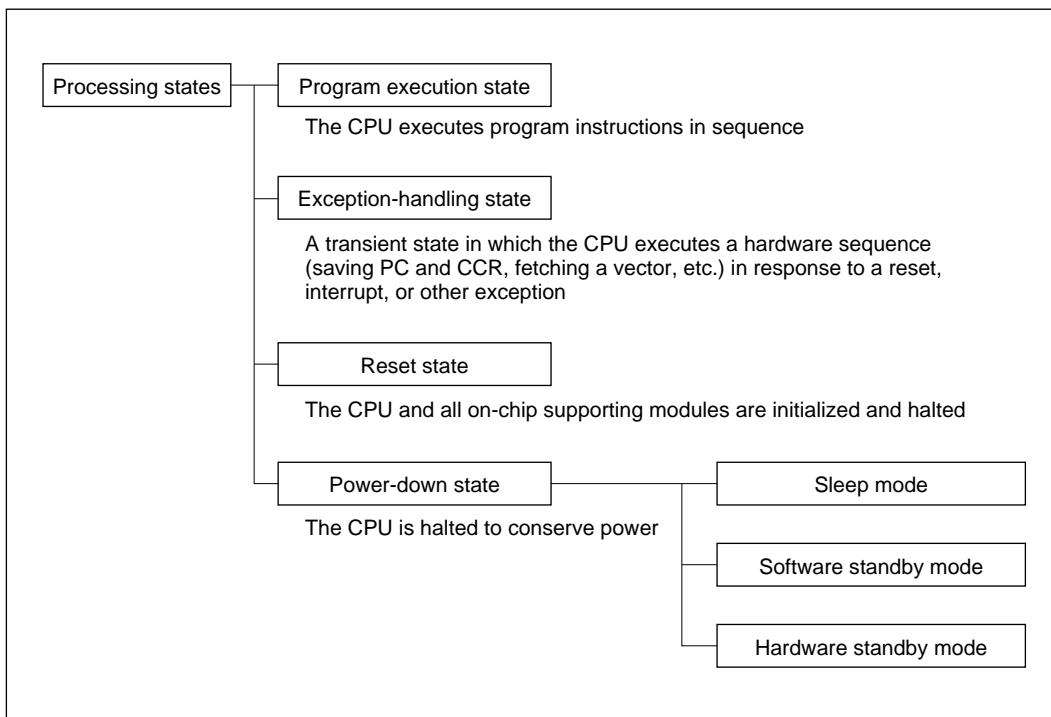 Processing states
Program execution state
The CPU executes program instructions in sequence
Exception-handling state
A transient state in which the CPU executes a hardware sequence
(saving PC and CCR, fetching a vector, etc.) in response to a reset,
interrupt, or other exception
Reset state
The CPU and all on-chip supporting modules are initialized and halted
Power-down state
The CPU is halted to conserve power
Sleep mode
Software standby mode
Hardware standby mode